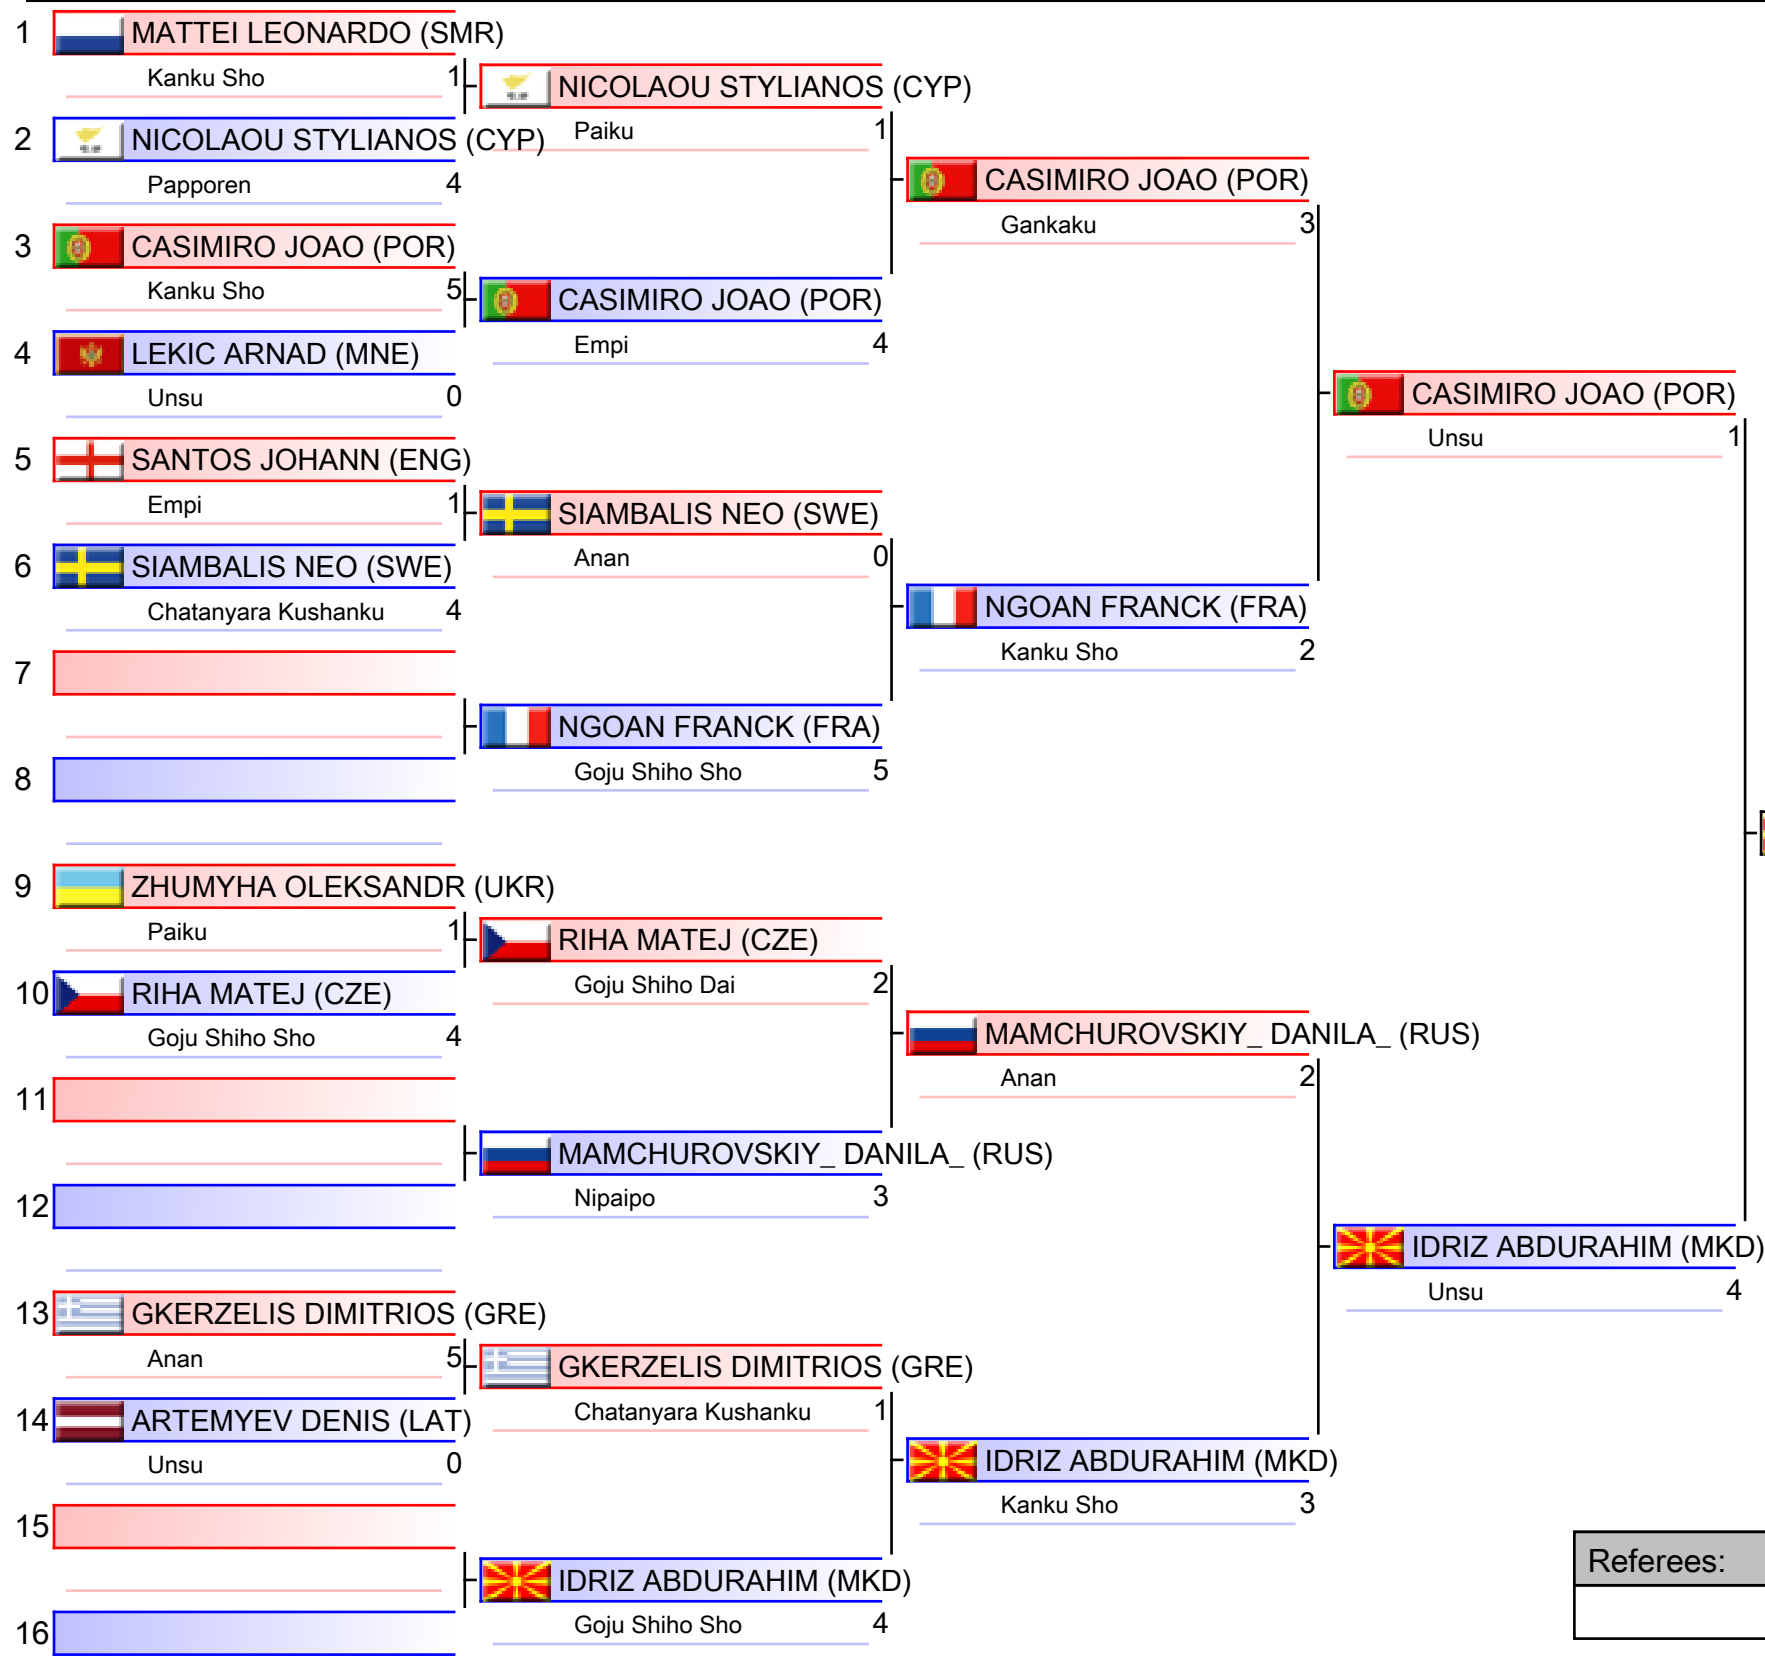 1 MATTEI LEONARDO (SMR)
Kanku Sho 1
2 NICOLAOU STYLIANOS (CYP)
Papporen 4
3 CASIMIRO JOAO (POR)
Kanku Sho 5
4 LEKIC ARNAD (MNE)
Unsu 0
5 SANTOS JOHANN (ENG)
Empi 1
6 SIAMBALIS NEO (SWE)
Chatanyara Kushanku 4
7
8
9 ZHUMYHA OLEKSANDR (UKR)
Paiku 1
10 RIHA MATEJ (CZE)
Goju Shiho Sho 4
11
12
13 GKERZELIS DIMITRIOS (GRE)
Anan 5
14 ARTEMYEV DENIS (LAT)
Unsu 0
15
16
NICOLAOU STYLIANOS (CYP)
Paiku 1
CASIMIRO JOAO (POR)
Empi 4
SIAMBALIS NEO (SWE)
Anan 0
NGOAN FRANCK (FRA)
Goju Shiho Sho 5
RIHA MATEJ (CZE)
Goju Shiho Dai 2
MAMCHUROVSKIY_ DANILA_ (RUS)
Nipaipo 3
GKERZELIS DIMITRIOS (GRE)
Chatanyara Kushanku 1
IDRIZ ABDURAHIM (MKD)
Goju Shiho Sho 4
CASIMIRO JOAO (POR)
Gankaku 3
NGOAN FRANCK (FRA)
Kanku Sho 2
MAMCHUROVSKIY_ DANILA_ (RUS)
Anan 2
IDRIZ ABDURAHIM (MKD)
Kanku Sho 3
CASIMIRO JOAO (POR)
Unsu 1
IDRIZ ABDURAHIM (MKD)
Unsu 4
Referees: